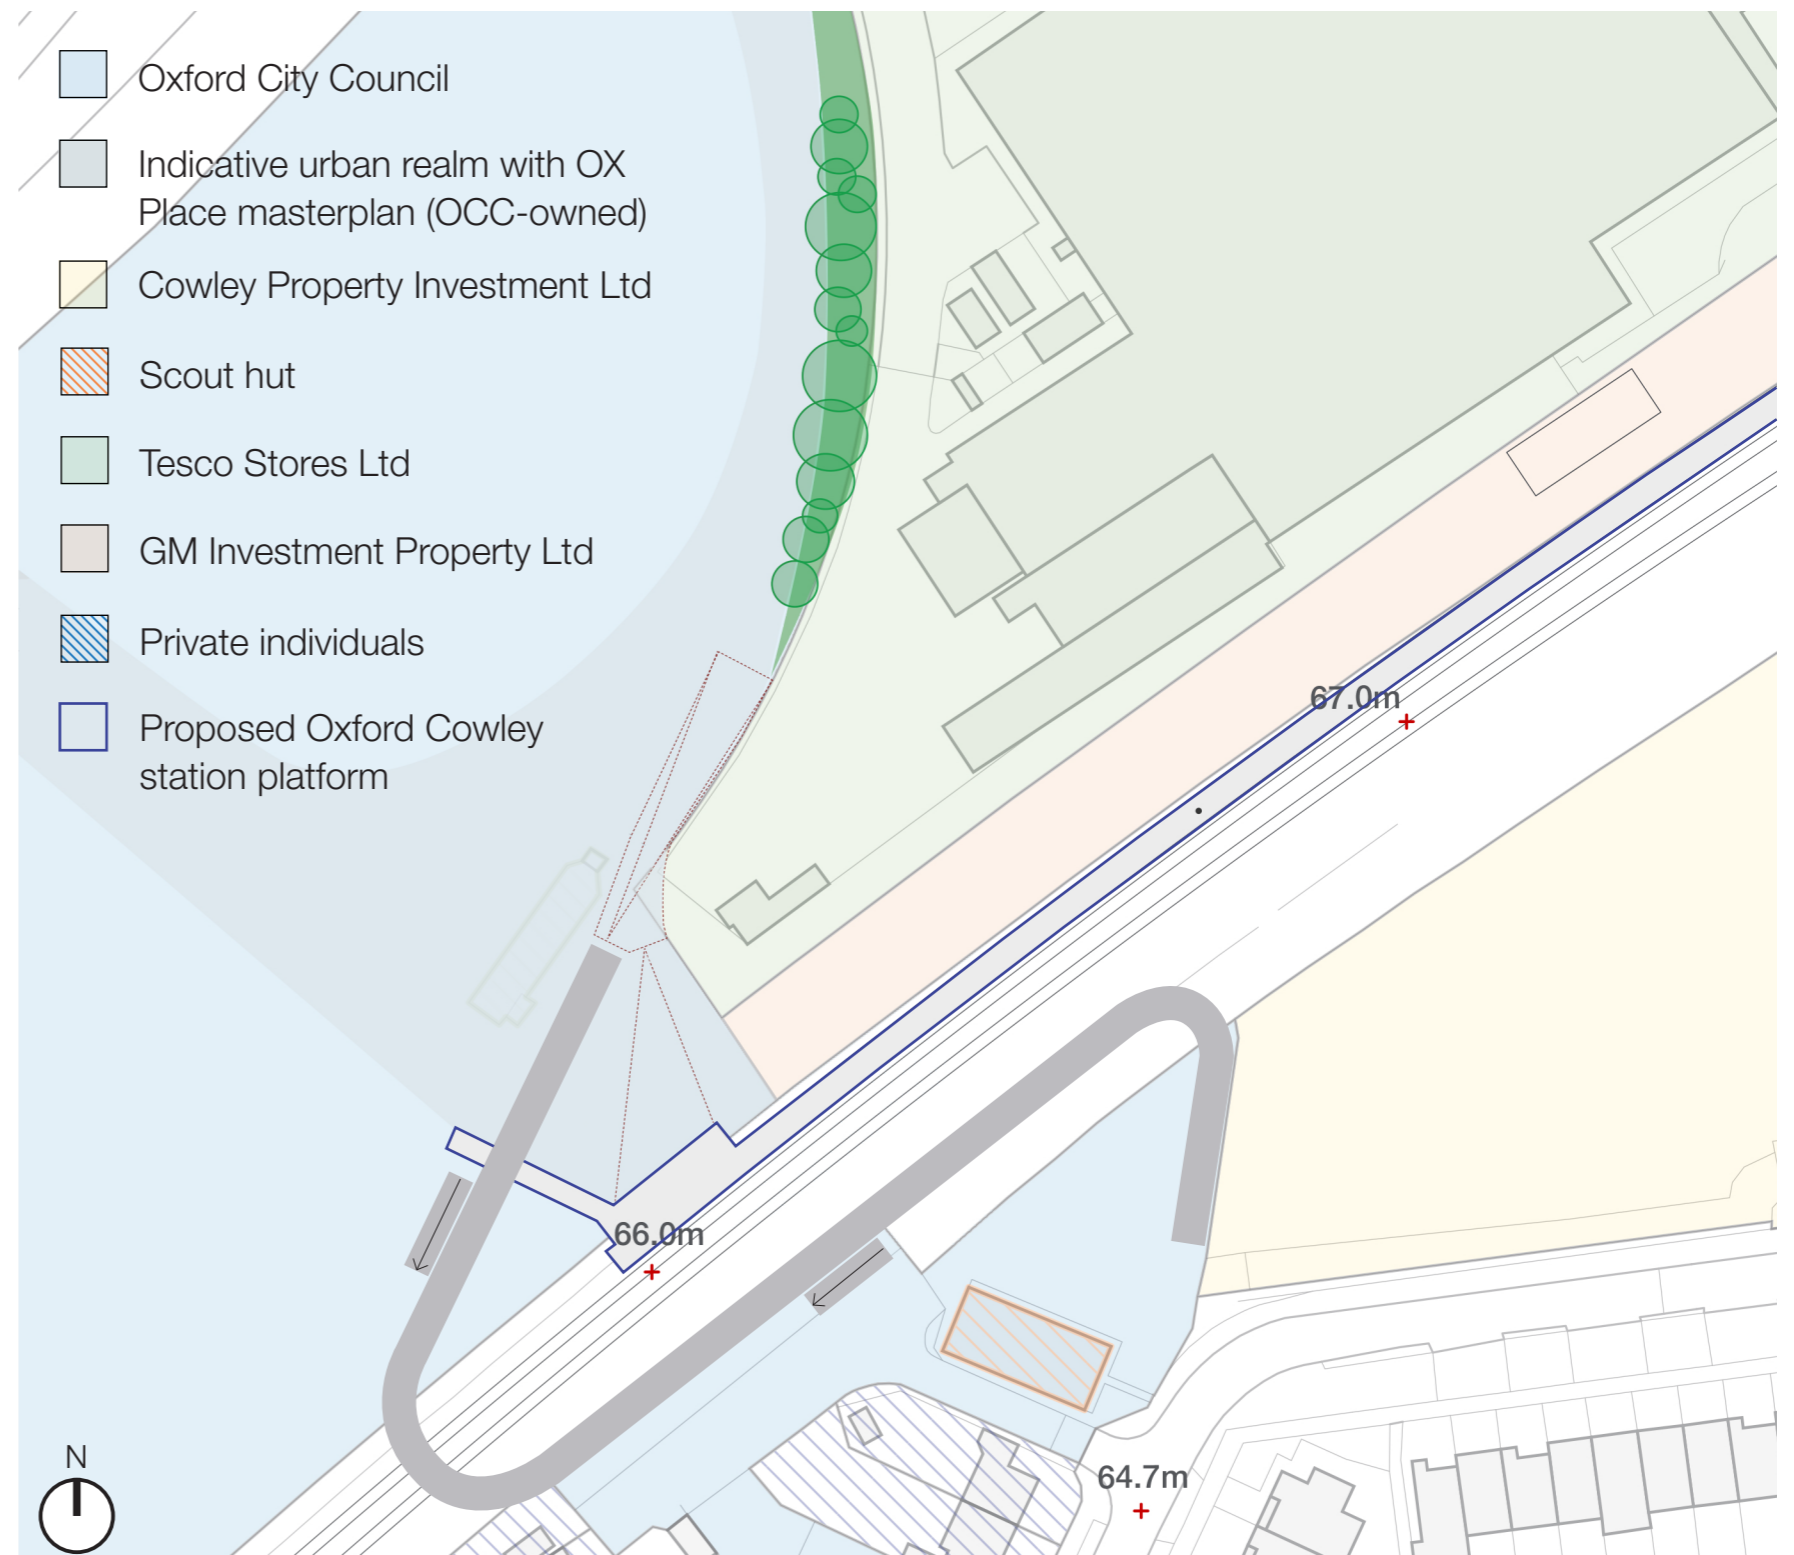 Oxford City Council
Indicative urban realm with OX
Place masterplan (OCC-owned)
Cowley Property Investment Ltd
Scout hut
Tesco Stores Ltd
GM Investment Property Ltd
Private individuals
Proposed Oxford Cowley
station platform
67.0m
66.0m
64.7m
N